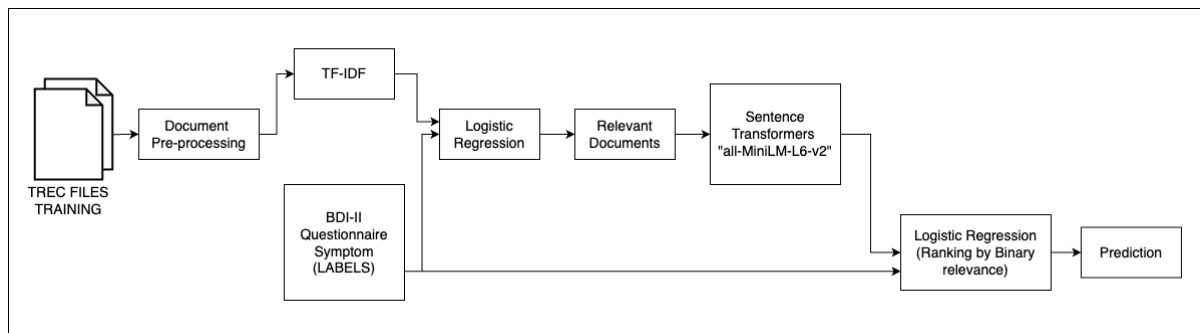 TREC FILES
TRAINING
Document
Pre-processing
TF-IDF
BDI-II
Questionnaire
Symptom
(LABELS)
Logistic
Regression
Relevant
Documents
Sentence
Transformers
"all-MiniLM-L6-v2"
Logistic Regression
(Ranking by Binary
relevance)
Prediction